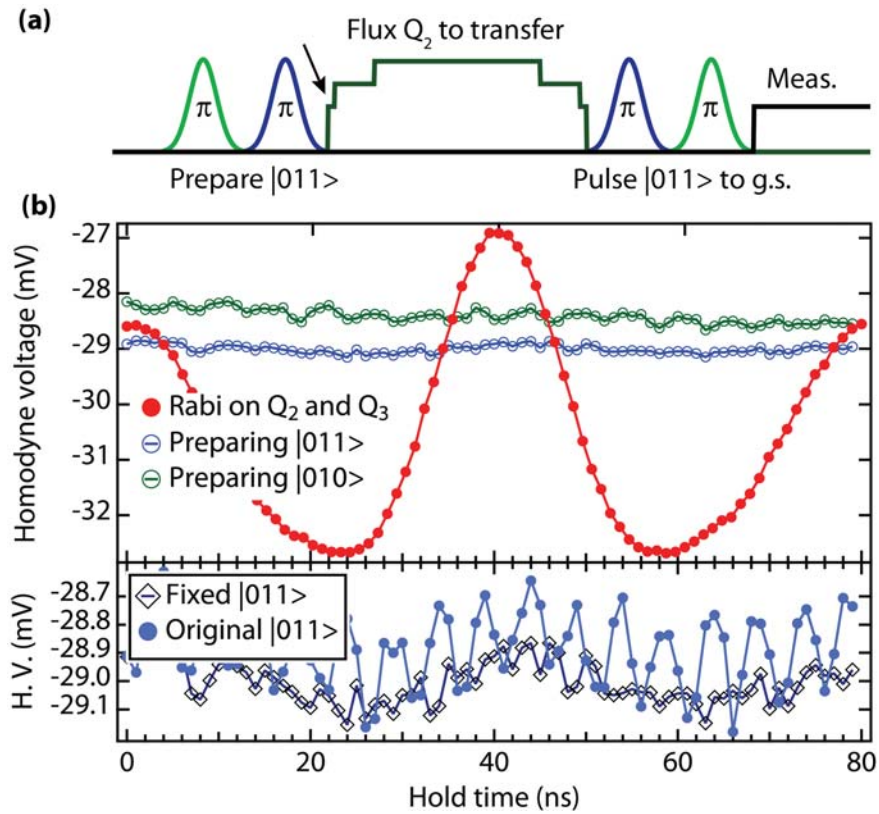 (a)
Flux Q2 to transfer
π
π
π
π
Meas.
Prepare |011>
Pulse |011> to g.s.
(b)
Homodyne voltage (mV)
-27
-28
-29
-30
-31
-32
Rabi on Q2 and Q3
Preparing |011>
Preparing |010>
H. V. (mV)
-28.7
-28.8
-28.9
-29.0
-29.1
Fixed |011>
Original |011>
0
20
40
60
80
Hold time (ns)